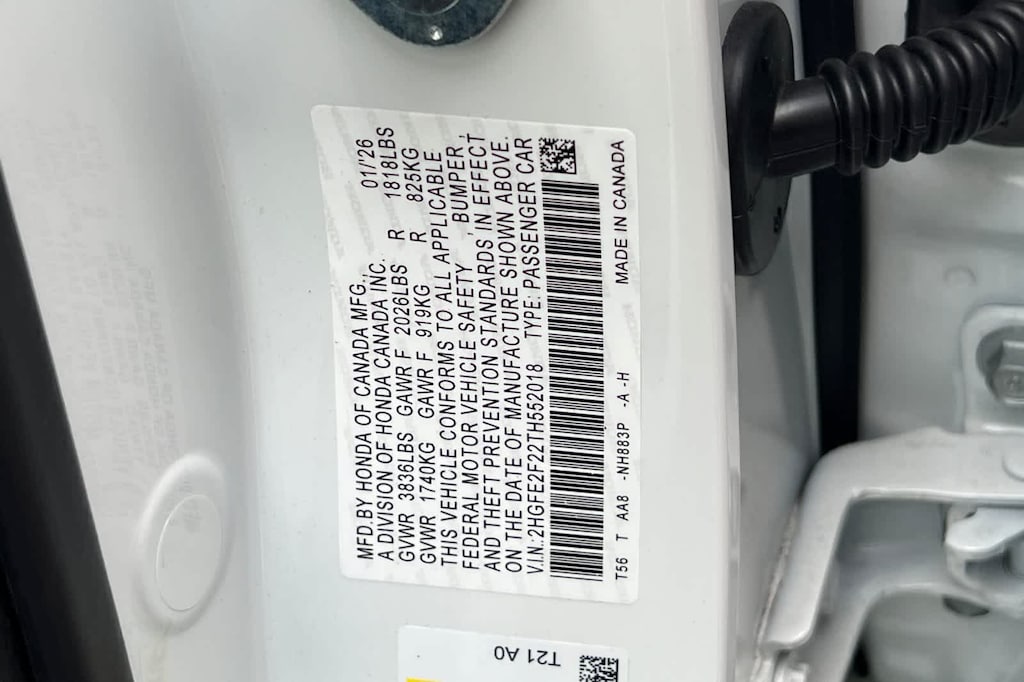 MFD.BY HONDA OF CANADA MFG., 01/'26
A DIVISION OF HONDA CANADA INC.
GVWR 3836LBS GAWR F 2026LBS R 1818LBS
GVWR 1740KG GAWR F 919KG R 825KG
THIS VEHICLE CONFORMS TO ALL APPLICABLE
FEDERAL MOTOR VEHICLE SAFETY , BUMPER ,
AND THEFT PREVENTION STANDARDS IN EFFECT
ON THE DATE OF MANUFACTURE SHOWN ABOVE.
V.I.N.:2HGFE2F22TH552018 TYPE: PASSENGER CAR
T56 T AA8 -NH883P -A -H MADE IN CANADA
T21 A0